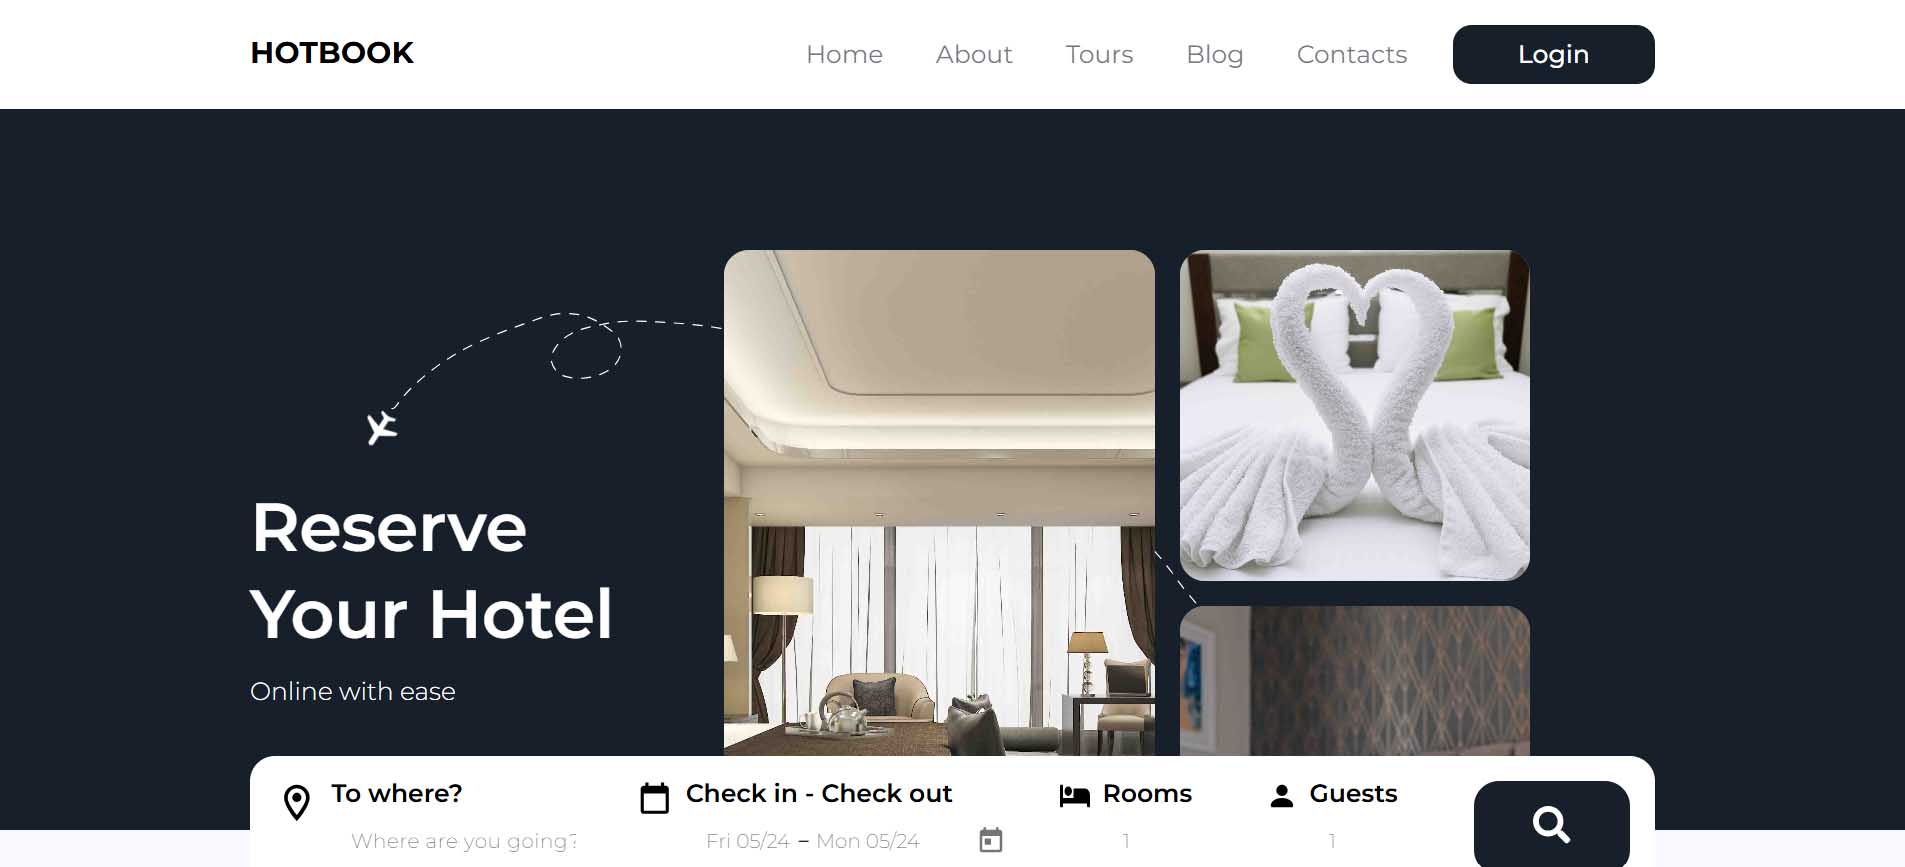 HOTBOOK
Home About Tours Blog Contacts Login
Reserve
Your Hotel
Online with ease
To where? Check in - Check out Rooms Guests
Where are you going? Fri 05/24 – Mon 05/24 1 1